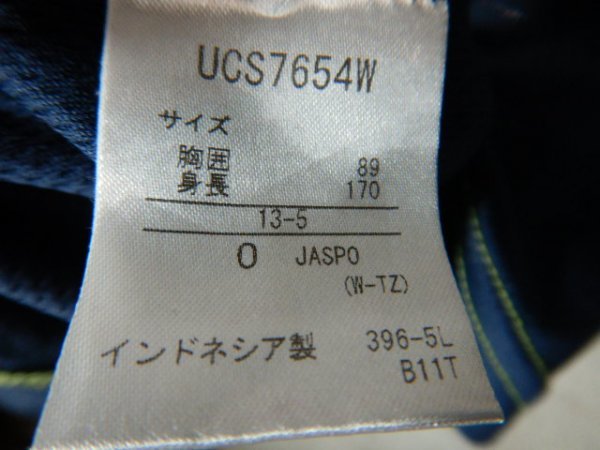 UCS7654W
サイズ
胸囲 89
身長 170
13-5
O JASPO
(W-TZ)
インドネシア製 396-5L
B11T